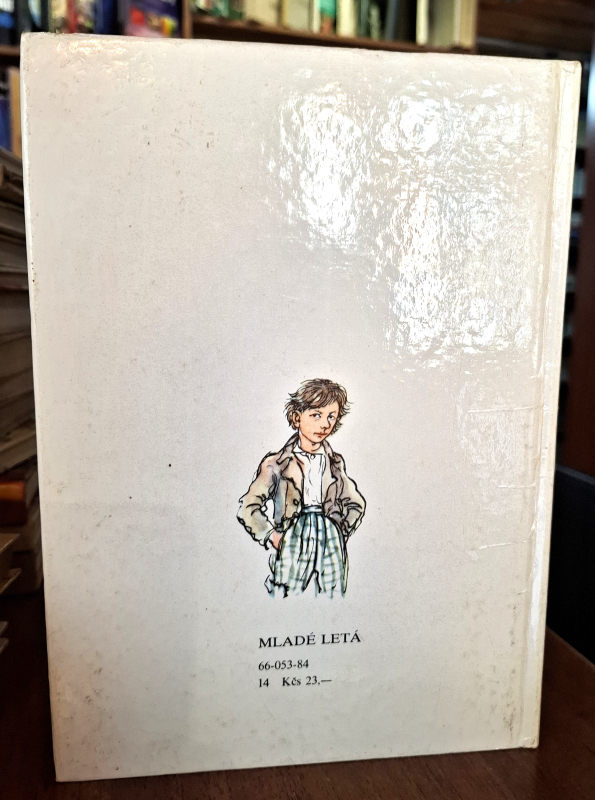 MLADÉ LETÁ
66-053-84
14 Kčs 23,—